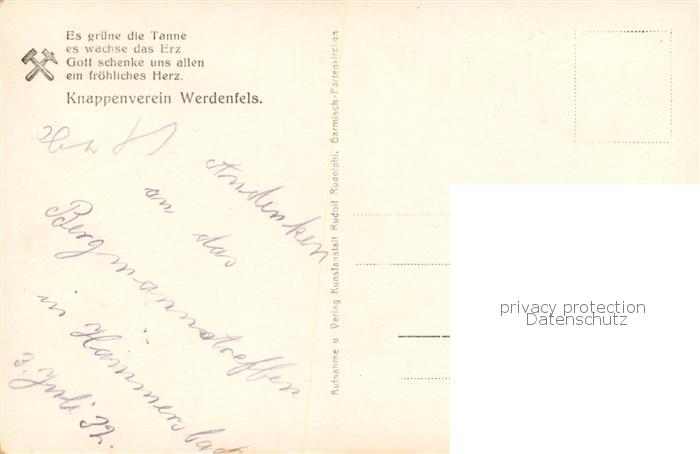 Es grüne die Tanne
es wachse das Erz
Gott schenke uns allen
ein fröhliches Herz.
Knappenverein Werdenfels.
Andenken
an das
Bergmannstreffen
in Hammersbach
3. Juli 32.
Aufnahme u Verlag Kunstanstalt Rudolf Rudolphi, Garmisch-Partenkirchen
privacy protection
Datenschutz